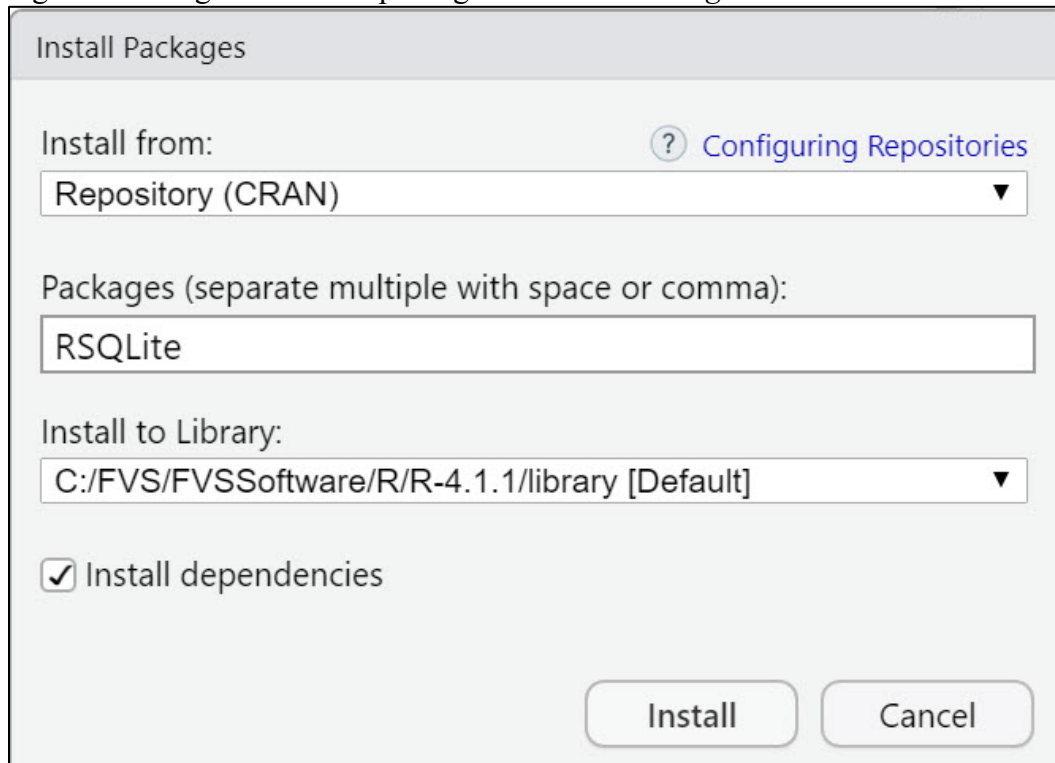 Install Packages
Install from:
? Configuring Repositories
Repository (CRAN)
Packages (separate multiple with space or comma):
RSQLite
Install to Library:
C:/FVS/FVSSoftware/R/R-4.1.1/library [Default]
Install dependencies
Install Cancel